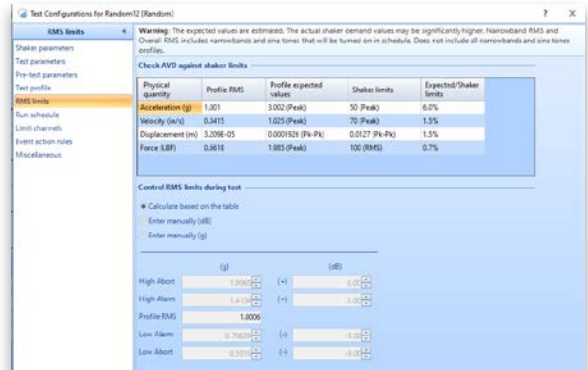 Test Configurations for Random12 [Random]
RMS limits
Shaker parameters
Test parameters
Pre-test parameters
Test profile
RMS limits
Run schedule
Limit channels
Event action rules
Miscellaneous
Warning: The expected values are estimated. The actual shaker demand values may be significantly higher. Narrowband RMS and
Overall RMS includes narrowbands and sine tones that will be turned on in schedule. Does not include all narrowbands and sine tones
profiles.
Check AVD against shaker limits
Physical quantity Profile RMS Profile expected values Shaker limits Expected/Shaker limits
Acceleration (g) 1.001 3.002 (Peak) 50 (Peak) 6.0%
Velocity (in/s) 0.3415 1.025 (Peak) 70 (Peak) 1.5%
Displacement (m) 3.209E-05 0.0001926 (Pk-Pk) 0.0127 (Pk-Pk) 1.5%
Force (LBF) 0.6618 1.985 (Peak) 100 (RMS) 0.7%
Control RMS limits during test
Calculate based on the table
Enter manually (dB)
Enter manually (g)
(g) (dB)
High Abort (+)
High Alarm (+) 3.00
Profile RMS 1.0006
Low Alarm (-) -3.00
Low Abort (-) -6.00